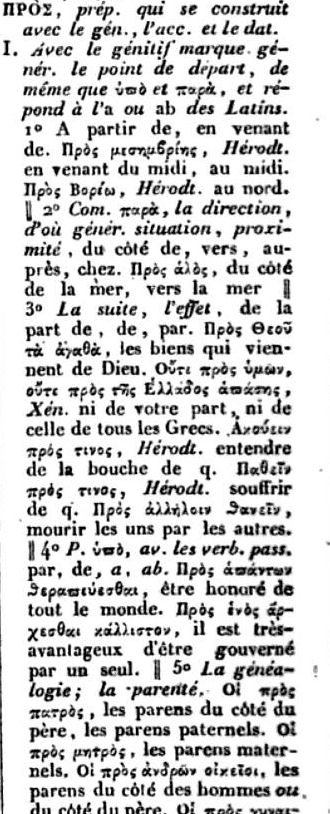 ΠΡῸΣ, prép. qui se construit
avec le gén., l'acc. et le dat.
I. Avec le génitif marque gé-
nér. le point de départ, de
même que ὑπὸ et παρὰ, et ré-
pond à l'a ou ab des Latins.
1º A partir de, en venant
de. Πρὸς μεσημβρίης, Hérodt.
en venant du midi, au midi.
Πρὸς Βορέω, Hérodt. au nord.
‖ 2º Com. παρὰ, la direction,
d'où génér. situation, proxi-
mité, du côté de, vers, au-
près, chez. Πρὸς ἁλὸς, du côté
de la mer, vers la mer ‖
3º La suite, l'effet, de la
part de, de, par. Πρὸς Θεοῦ
τὰ ἀγαθὰ, les biens qui vien-
nent de Dieu. Οὔτε πρὸς ὑμῶν,
οὔτε πρὸς τῆς Ελλάδος ἁπάσης,
Xén. ni de votre part, ni de
celle de tous les Grecs. Ακούειν
πρός τινος, Hérodt. entendre
de la bouche de q. Παθεῖν
πρός τινος, Hérodt. souffrir
de q. Πρὸς ἀλλήλοιν θανεῖν,
mourir les uns par les autres.
‖ 4º P. ὑπὸ, av. les verb. pass.
par, de, a, ab. Πρὸς ἁπάντων
θεραπεύεσθαι, être honoré de
tout le monde. Πρὸς ἑνὸς ἄρ-
χεσθαι κάλλιστον, il est très-
avantageux d'être gouverné
par un seul. ‖ 5º La généa-
logie; la parenté. Οἱ πρὸς
πατρὸς, les parens du côté du
père, les parens paternels. Οἱ
πρὸς μητρὸς, les parens mater-
nels. Οἱ πρὸς ἀνδρῶν οἰκεῖοι, les
parens du côté des hommes ou
du côté du père. Οἱ πρὸς γυναι-